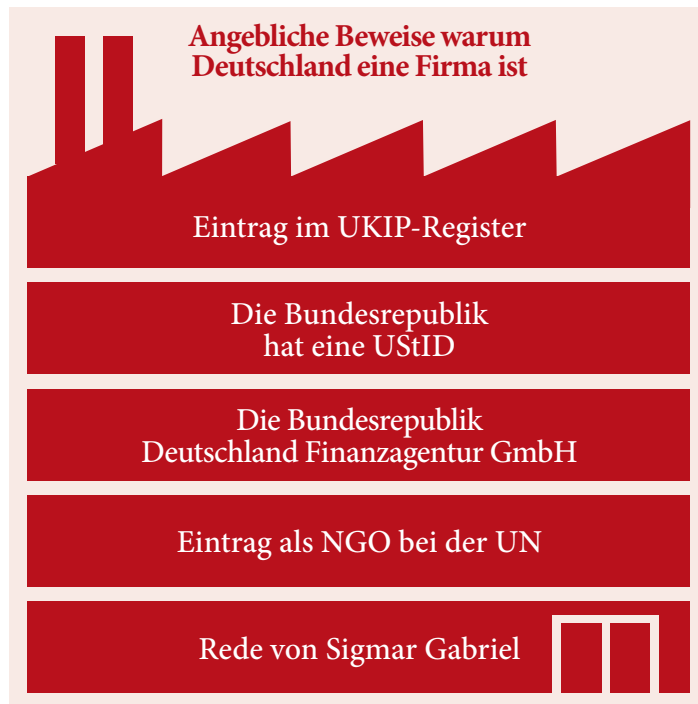 Angebliche Beweise warum
Deutschland eine Firma ist
Eintrag im UKIP-Register
Die Bundesrepublik
hat eine UStID
Die Bundesrepublik
Deutschland Finanzagentur GmbH
Eintrag als NGO bei der UN
Rede von Sigmar Gabriel